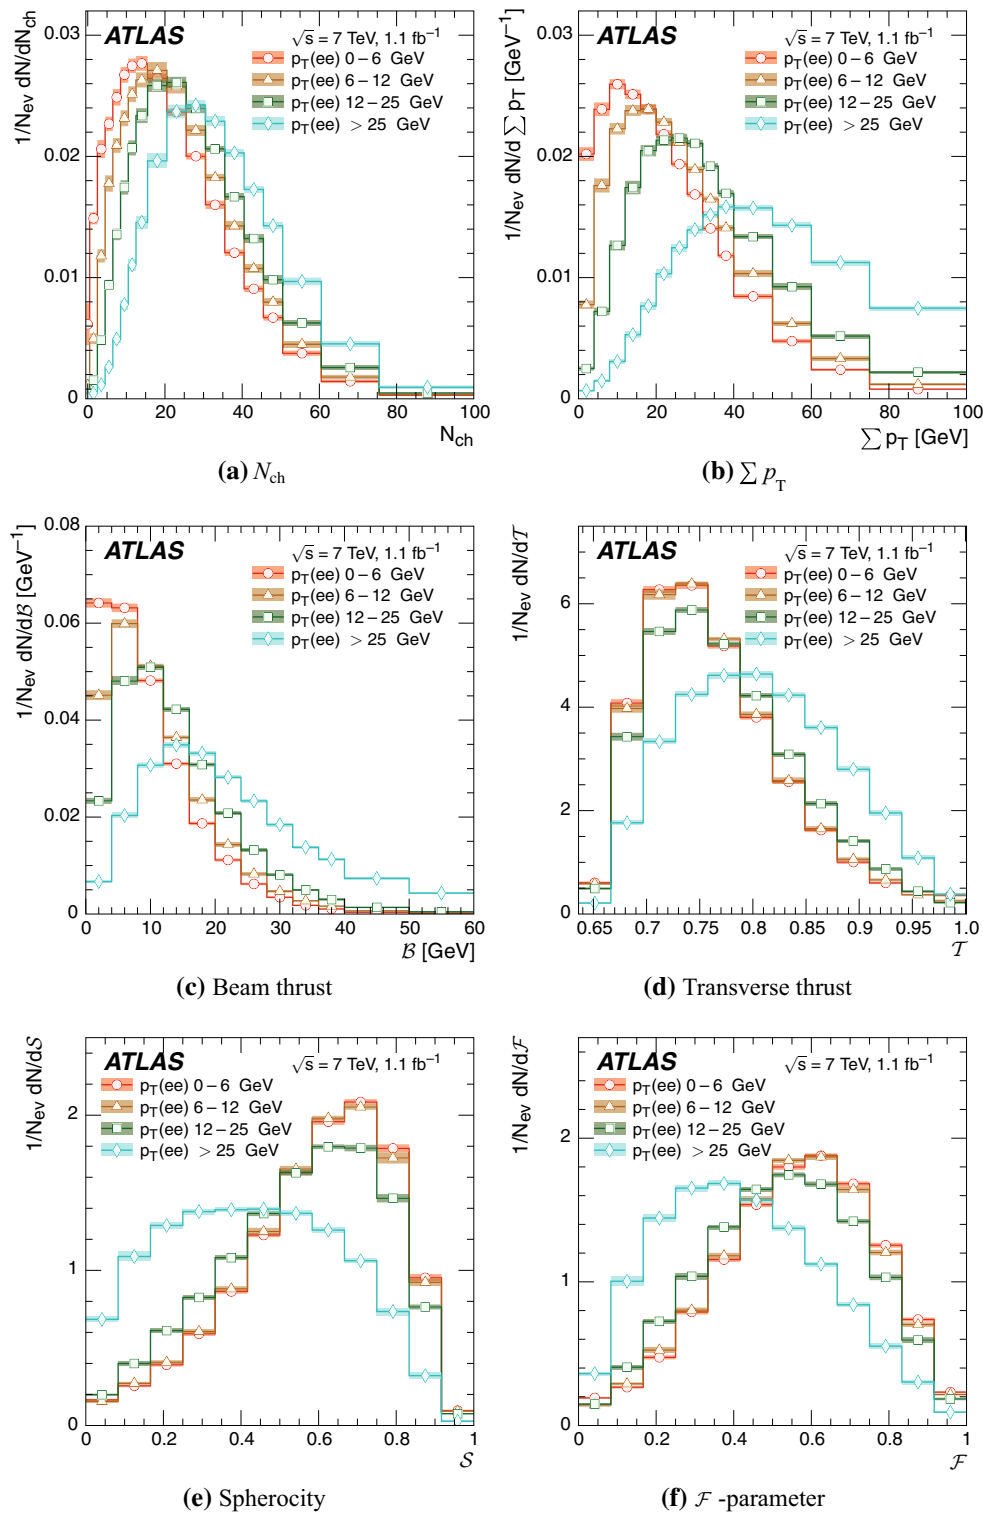 ATLAS
√s = 7 TeV, 1.1 fb⁻¹
pT(ee) 0 – 6 GeV
pT(ee) 6 – 12 GeV
pT(ee) 12 – 25 GeV
pT(ee) > 25 GeV
1/Nev dN/dNch
0.03
0.02
0.01
0
0 20 40 60 80 100
Nch
(a) Nch
ATLAS
√s = 7 TeV, 1.1 fb⁻¹
pT(ee) 0 – 6 GeV
pT(ee) 6 – 12 GeV
pT(ee) 12 – 25 GeV
pT(ee) > 25 GeV
1/Nev dN/d∑ pT [GeV⁻¹]
0.03
0.02
0.01
0
0 20 40 60 80 100
∑ pT [GeV]
(b) ∑ pT
ATLAS
√s = 7 TeV, 1.1 fb⁻¹
pT(ee) 0 – 6 GeV
pT(ee) 6 – 12 GeV
pT(ee) 12 – 25 GeV
pT(ee) > 25 GeV
1/Nev dN/dℬ [GeV⁻¹]
0.08
0.06
0.04
0.02
0
0 10 20 30 40 50 60
ℬ [GeV]
(c) Beam thrust
ATLAS
√s = 7 TeV, 1.1 fb⁻¹
pT(ee) 0 – 6 GeV
pT(ee) 6 – 12 GeV
pT(ee) 12 – 25 GeV
pT(ee) > 25 GeV
1/Nev dN/d𝒯
6
4
2
0
0.65 0.7 0.75 0.8 0.85 0.9 0.95 1.0
𝒯
(d) Transverse thrust
ATLAS
√s = 7 TeV, 1.1 fb⁻¹
pT(ee) 0 – 6 GeV
pT(ee) 6 – 12 GeV
pT(ee) 12 – 25 GeV
pT(ee) > 25 GeV
1/Nev dN/d𝒮
2
1
0
0 0.2 0.4 0.6 0.8 1
𝒮
(e) Spherocity
ATLAS
√s = 7 TeV, 1.1 fb⁻¹
pT(ee) 0 – 6 GeV
pT(ee) 6 – 12 GeV
pT(ee) 12 – 25 GeV
pT(ee) > 25 GeV
1/Nev dN/dℱ
2
1
0
0 0.2 0.4 0.6 0.8 1
ℱ
(f) ℱ -parameter